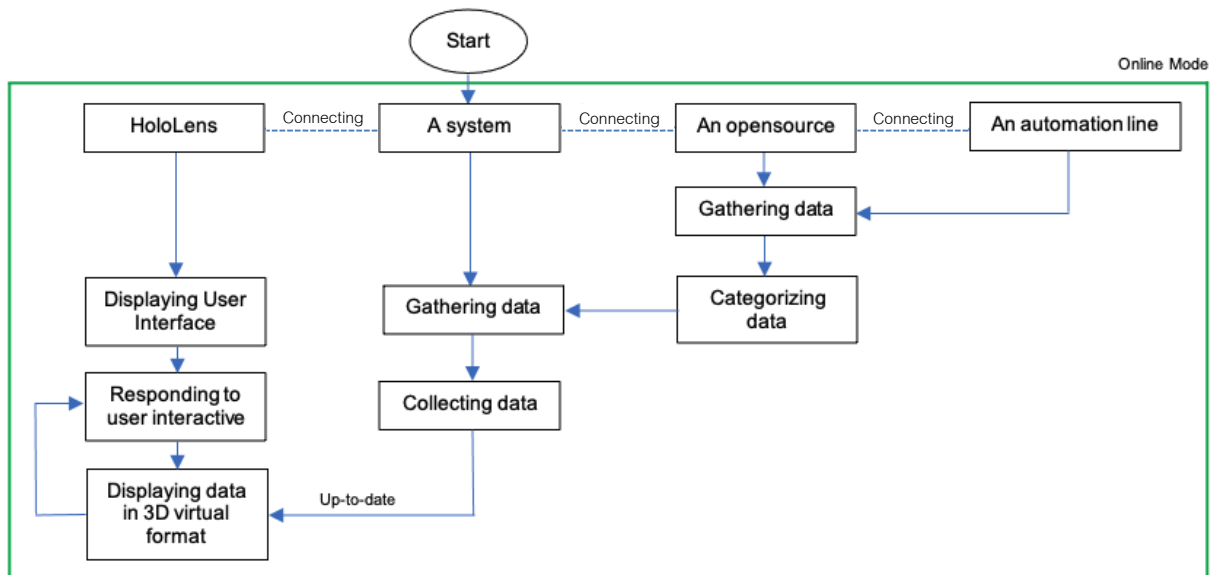 Start
Online Mode
HoloLens
Connecting
A system
Connecting
An opensource
Connecting
An automation line
Gathering data
Displaying User
Interface
Gathering data
Categorizing
data
Responding to
user interactive
Collecting data
Displaying data
in 3D virtual
format
Up-to-date